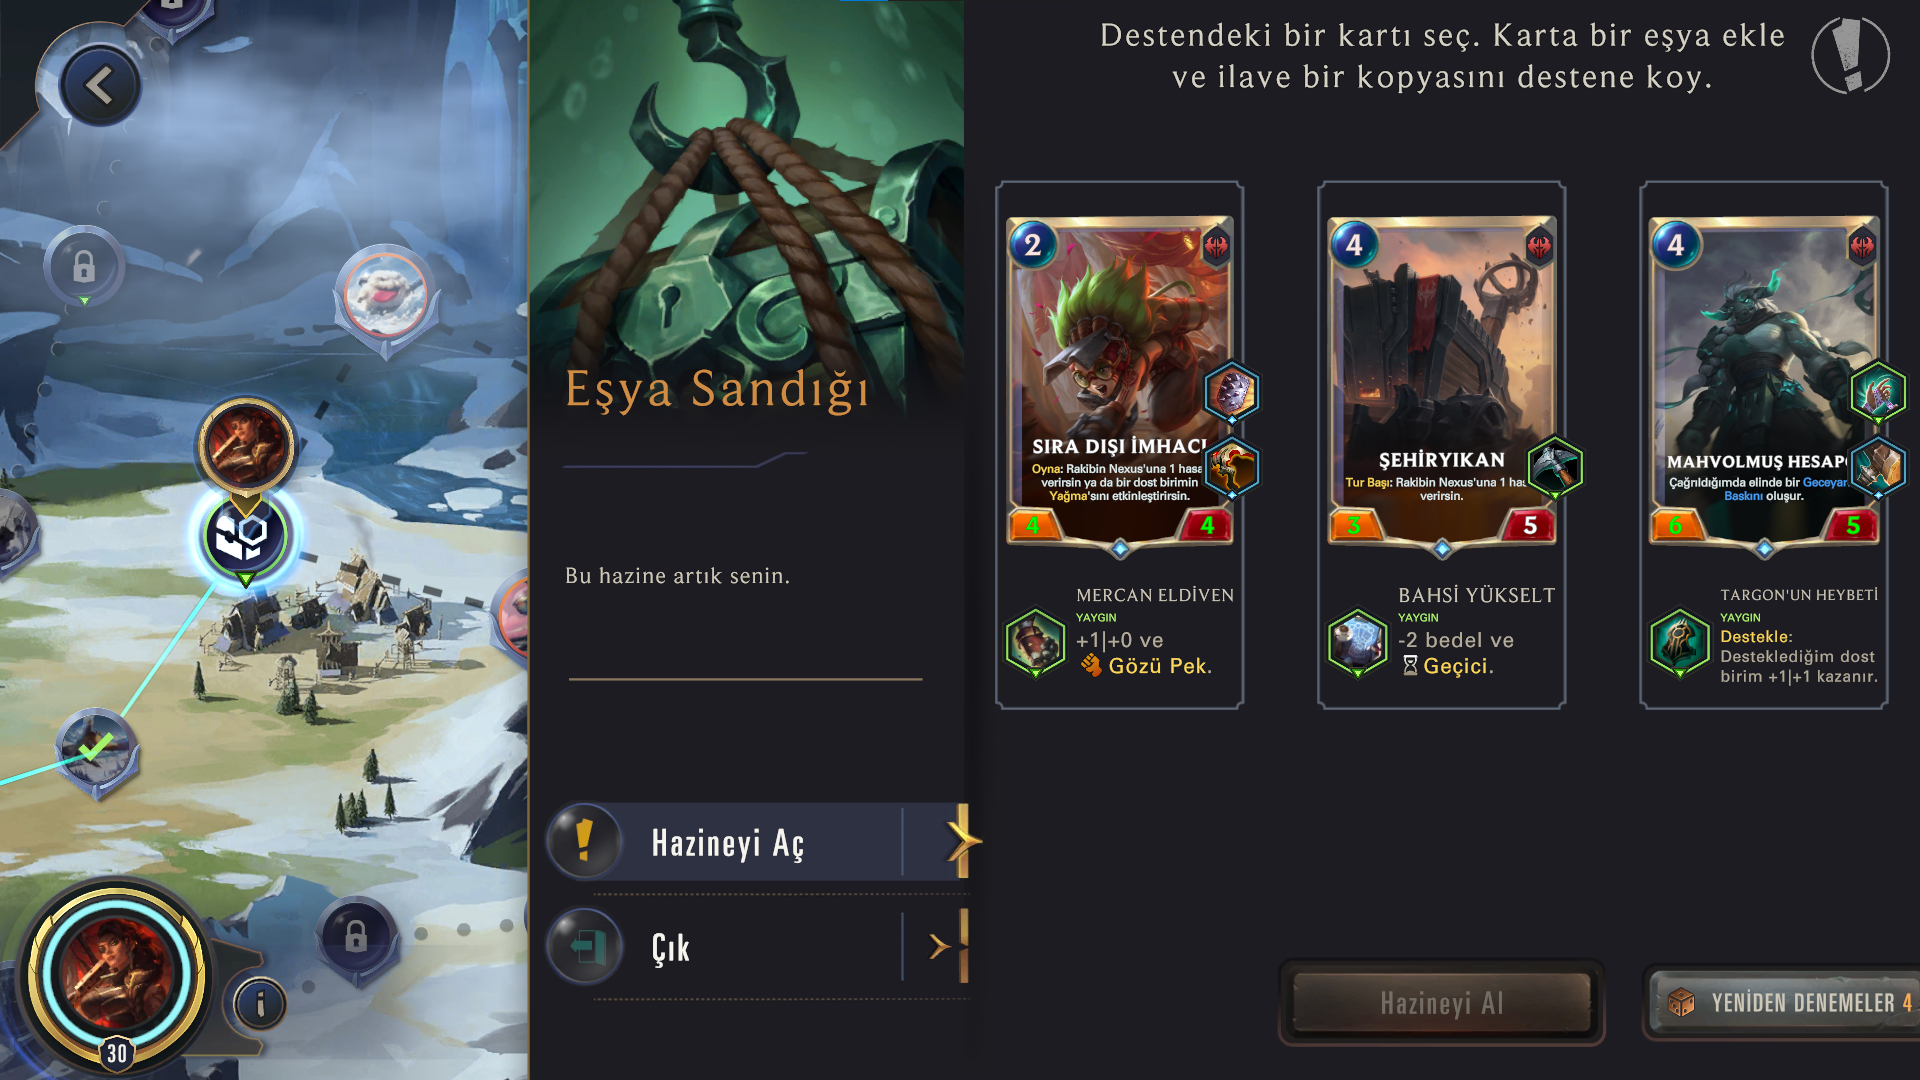 Destendeki bir kartı seç. Karta bir eşya ekle
ve ilave bir kopyasını destene koy.
Eşya Sandığı
Bu hazine artık senin.
Hazineyi Aç
Çık
30
2
SIRA DIŞI İMHACI
Oyna: Rakibin Nexus'una 1 hasa
verirsin ya da bir dost birimin
Yağma'sını etkinleştirirsin.
4
4
MERCAN ELDİVEN
YAYGIN
+1|+0 ve
Gözü Pek.
4
ŞEHİRYIKAN
Tur Başı: Rakibin Nexus'una 1 has
verirsin.
3
5
BAHSİ YÜKSELT
YAYGIN
-2 bedel ve
Geçici.
4
MAHVOLMUŞ HESAP
Çağrıldığımda elinde bir Geceyar
Baskını oluşur.
6
5
TARGON'UN HEYBETİ
YAYGIN
Destekle:
Desteklediğim dost
birim +1|+1 kazanır.
Hazineyi Al
YENİDEN DENEMELER 4